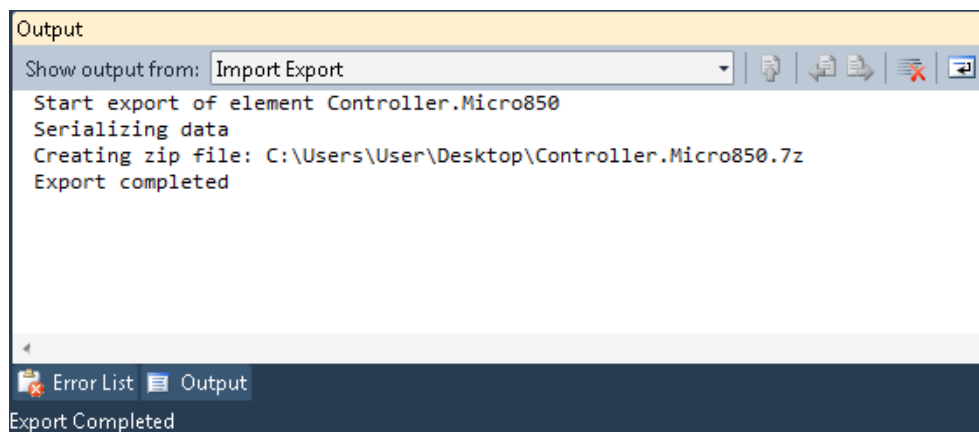 Output
Show output from: Import Export
Start export of element Controller.Micro850
Serializing data
Creating zip file: C:\Users\User\Desktop\Controller.Micro850.7z
Export completed
Error List Output
Export Completed